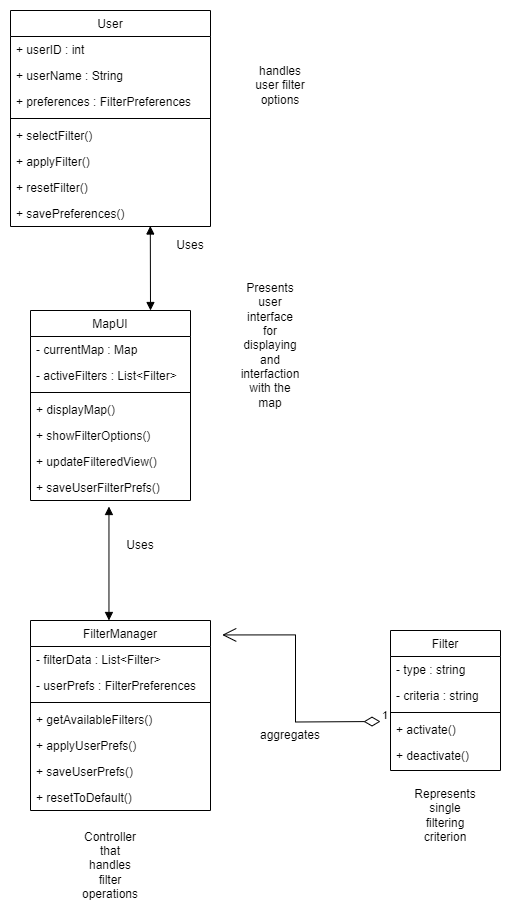 User
+ userID : int
+ userName : String
+ preferences : FilterPreferences
+ selectFilter()
+ applyFilter()
+ resetFilter()
+ savePreferences()
handles
user filter
options
Uses
MapUI
- currentMap : Map
- activeFilters : List<Filter>
+ displayMap()
+ showFilterOptions()
+ updateFilteredView()
+ saveUserFilterPrefs()
Presents
user
interface
for
displaying
and
interfaction
with the
map
Uses
FilterManager
- filterData : List<Filter>
- userPrefs : FilterPreferences
+ getAvailableFilters()
+ applyUserPrefs()
+ saveUserPrefs()
+ resetToDefault()
Controller
that
handles
filter
operations
aggregates
1
Filter
- type : string
- criteria : string
+ activate()
+ deactivate()
Represents
single
filtering
criterion